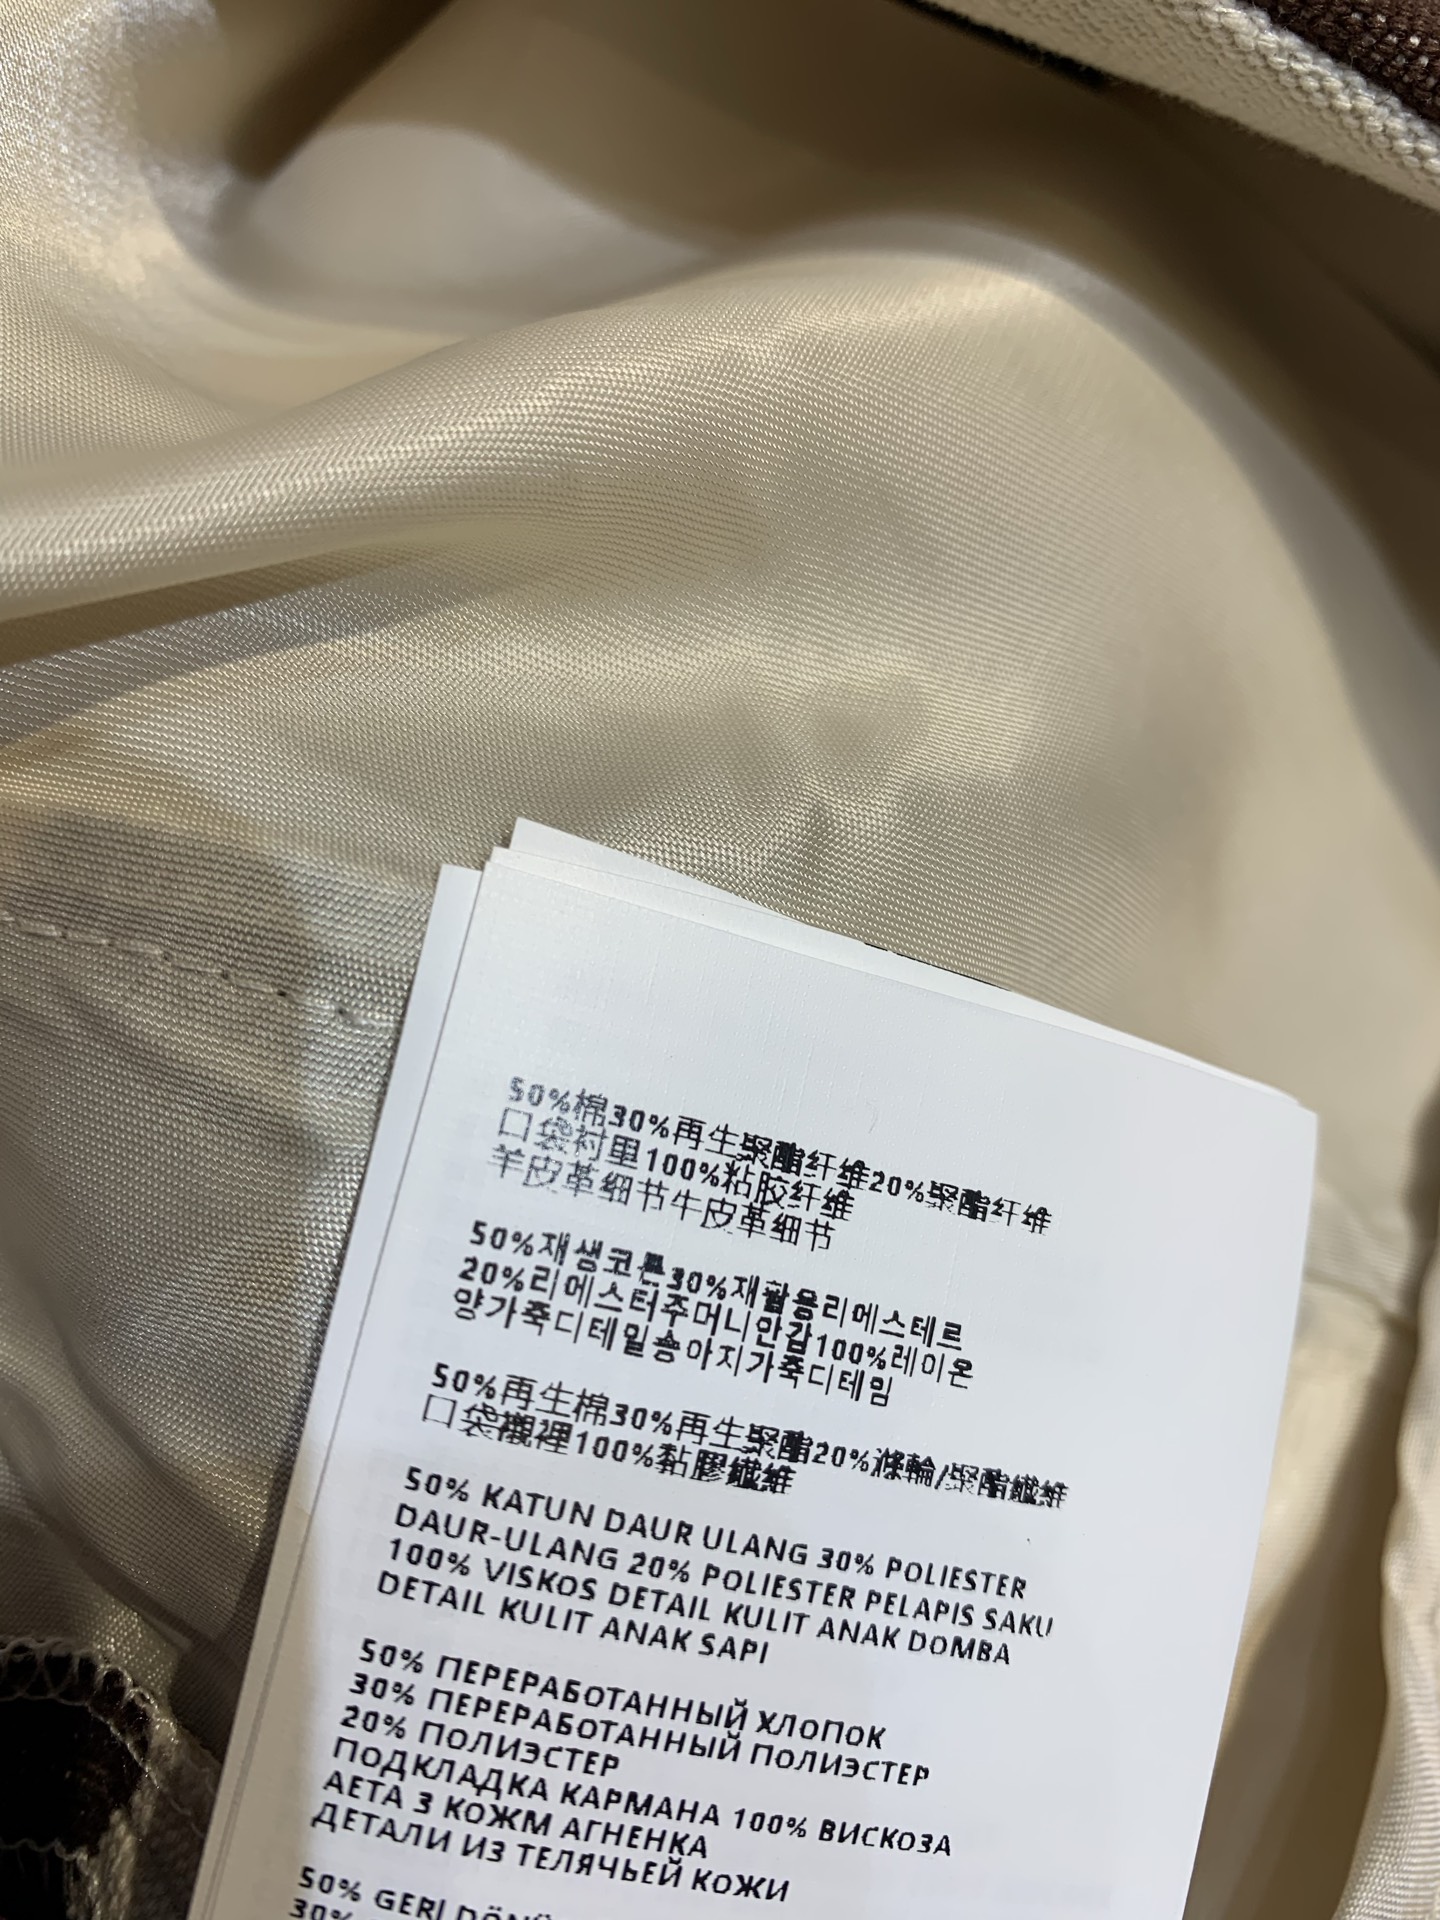 50%棉30%再生聚酯纤维20%聚酯纤维
口袋衬里100%粘胶纤维
羊皮革细节牛皮革细节
50%재생코튼30%재활용리에스테르
20%리에스터주머니안감100%레이온
양가죽디테일송아지가죽디테임
50%再生棉30%再生聚酯20%滌輪/聚酯纖維
口袋襯裡100%黏膠纖維
50% KATUN DAUR ULANG 30% POLIESTER
DAUR-ULANG 20% POLIESTER PELAPIS SAKU
100% VISKOS DETAIL KULIT ANAK DOMBA
DETAIL KULIT ANAK SAPI
50% ПЕРЕРАБОТАННЫЙ ХЛОПОК
30% ПЕРЕРАБОТАННЫЙ ПОЛИЭСТЕР
20% ПОЛИЭСТЕР
ПОДКЛАДКА КАРМАНА 100% ВИСКОЗА
АЕТА З КОЖМ АГНЕНКА
ДЕТАЛИ ИЗ ТЕЛЯЧЬЕЙ КОЖИ
50% GERİ
30%